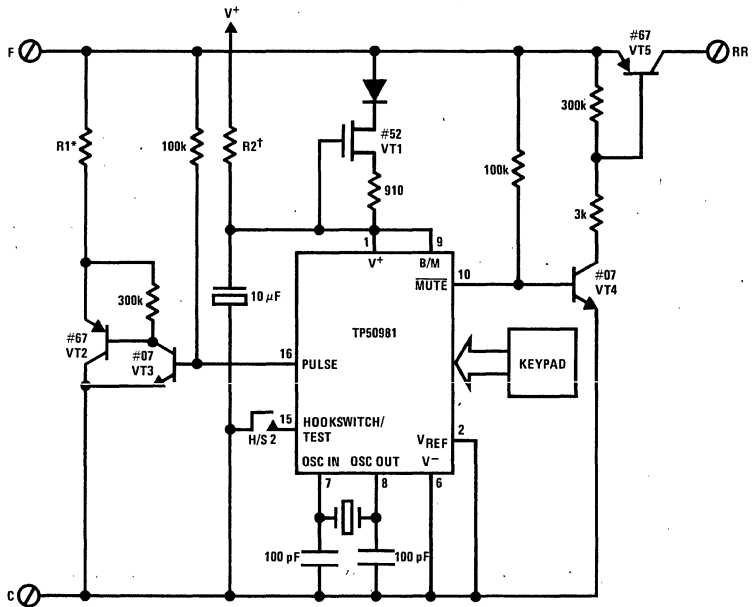 V+
F
#67
VT5
RR
R1*
100k
R2†
#52
VT1
910
100k
300k
3k
1
9
V+
B/M
10
MUTE
#07
VT4
300k
10 µF
TP50981
#67
VT2
#07
VT3
16
PULSE
KEYPAD
15
HOOKSWITCH/
TEST
H/S 2
VREF
2
OSC IN
OSC OUT
V−
7
8
6
100 pF
100 pF
C